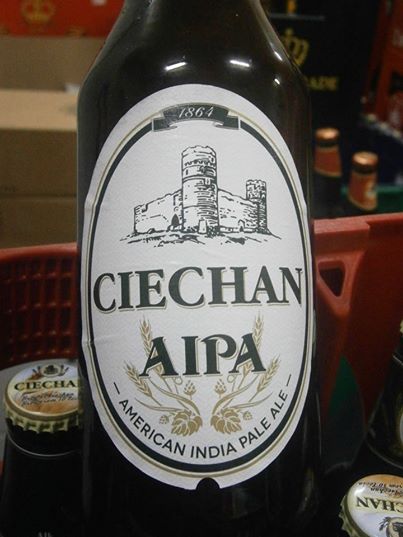 1864
CIECHAN
AIPA
AMERICAN INDIA PALE ALE
CIECHAN
CIECHAN